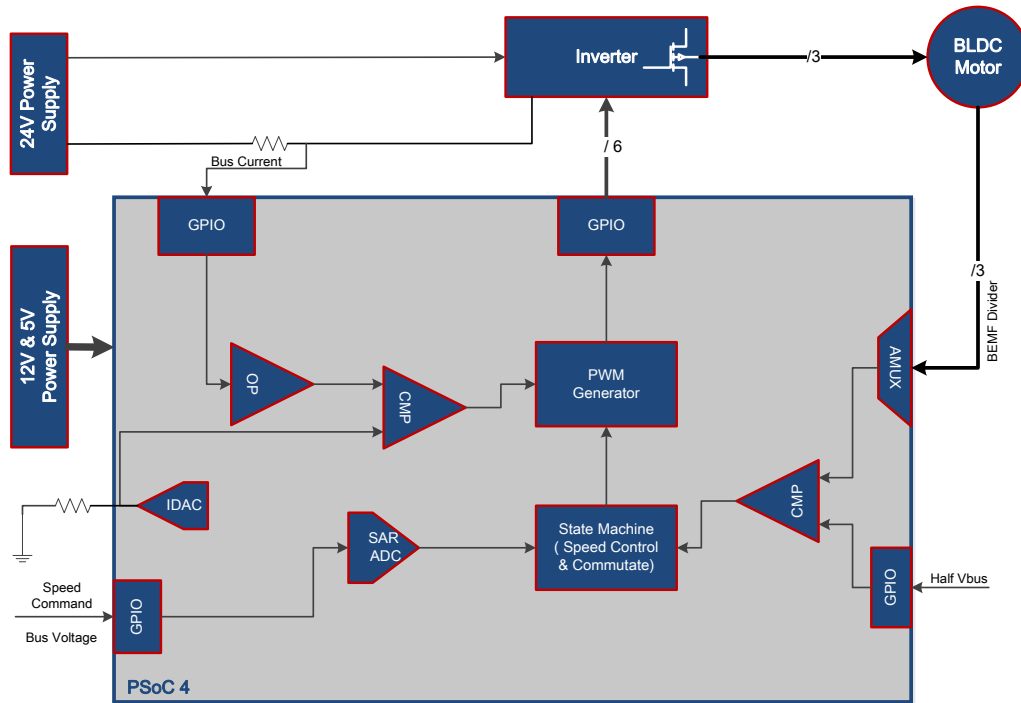 24V Power
Supply
Inverter
/3
BLDC
Motor
Bus Current
/ 6
GPIO
GPIO
12V & 5V
Power Supply
/3
BEMF Divider
OP
CMP
PWM
Generator
AMUX
IDAC
SAR
ADC
State Machine
( Speed Control
& Commutate)
CMP
Speed
Command
Bus Voltage
GPIO
GPIO
Half Vbus
PSoC 4